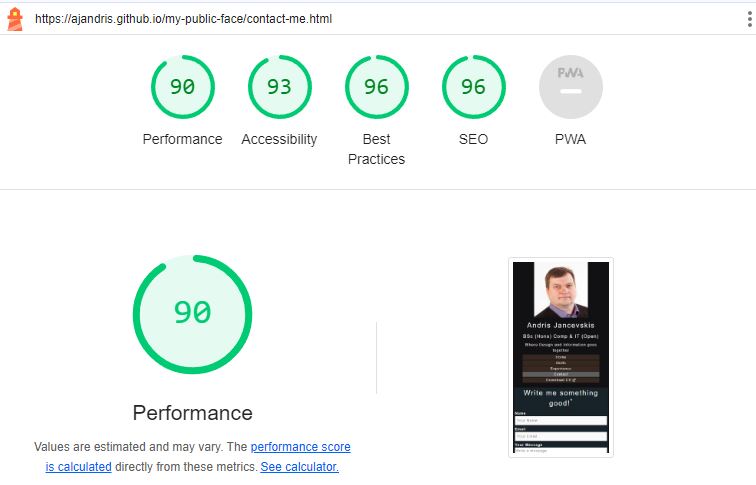 https://ajandris.github.io/my-public-face/contact-me.html
90
93
96
96
PWA
Performance
Accessibility
Best
Practices
SEO
PWA
90
Performance
Values are estimated and may vary. The performance score
is calculated directly from these metrics. See calculator.
Andris Jancevskis
BSs (Hons) Comp & IT (Open)
Where Design and Information goes
together
Home
Skills
Experience
Contact
Download CV
Write me something
good!*
Name
Your Name
Email
Your Message
Write a message